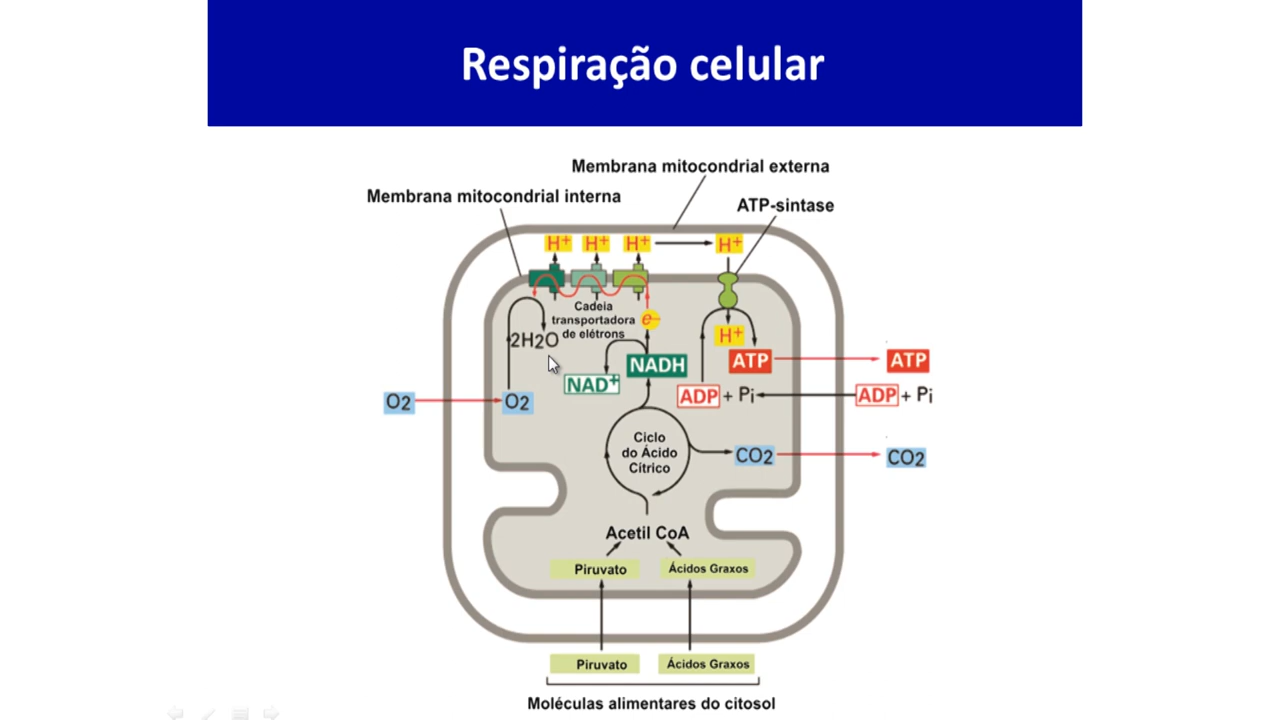 Respiração celular
Membrana mitocondrial externa
Membrana mitocondrial interna
ATP-sintase
H+ H+ H+ H+
Cadeia
transportadora
de elétrons
e-
H+
2H2O
NADH
ATP
ATP
NAD+
ADP + Pi
ADP + Pi
O2
O2
Ciclo
do Ácido
Cítrico
CO2
CO2
Acetil CoA
Piruvato
Ácidos Graxos
Piruvato
Ácidos Graxos
Moléculas alimentares do citosol